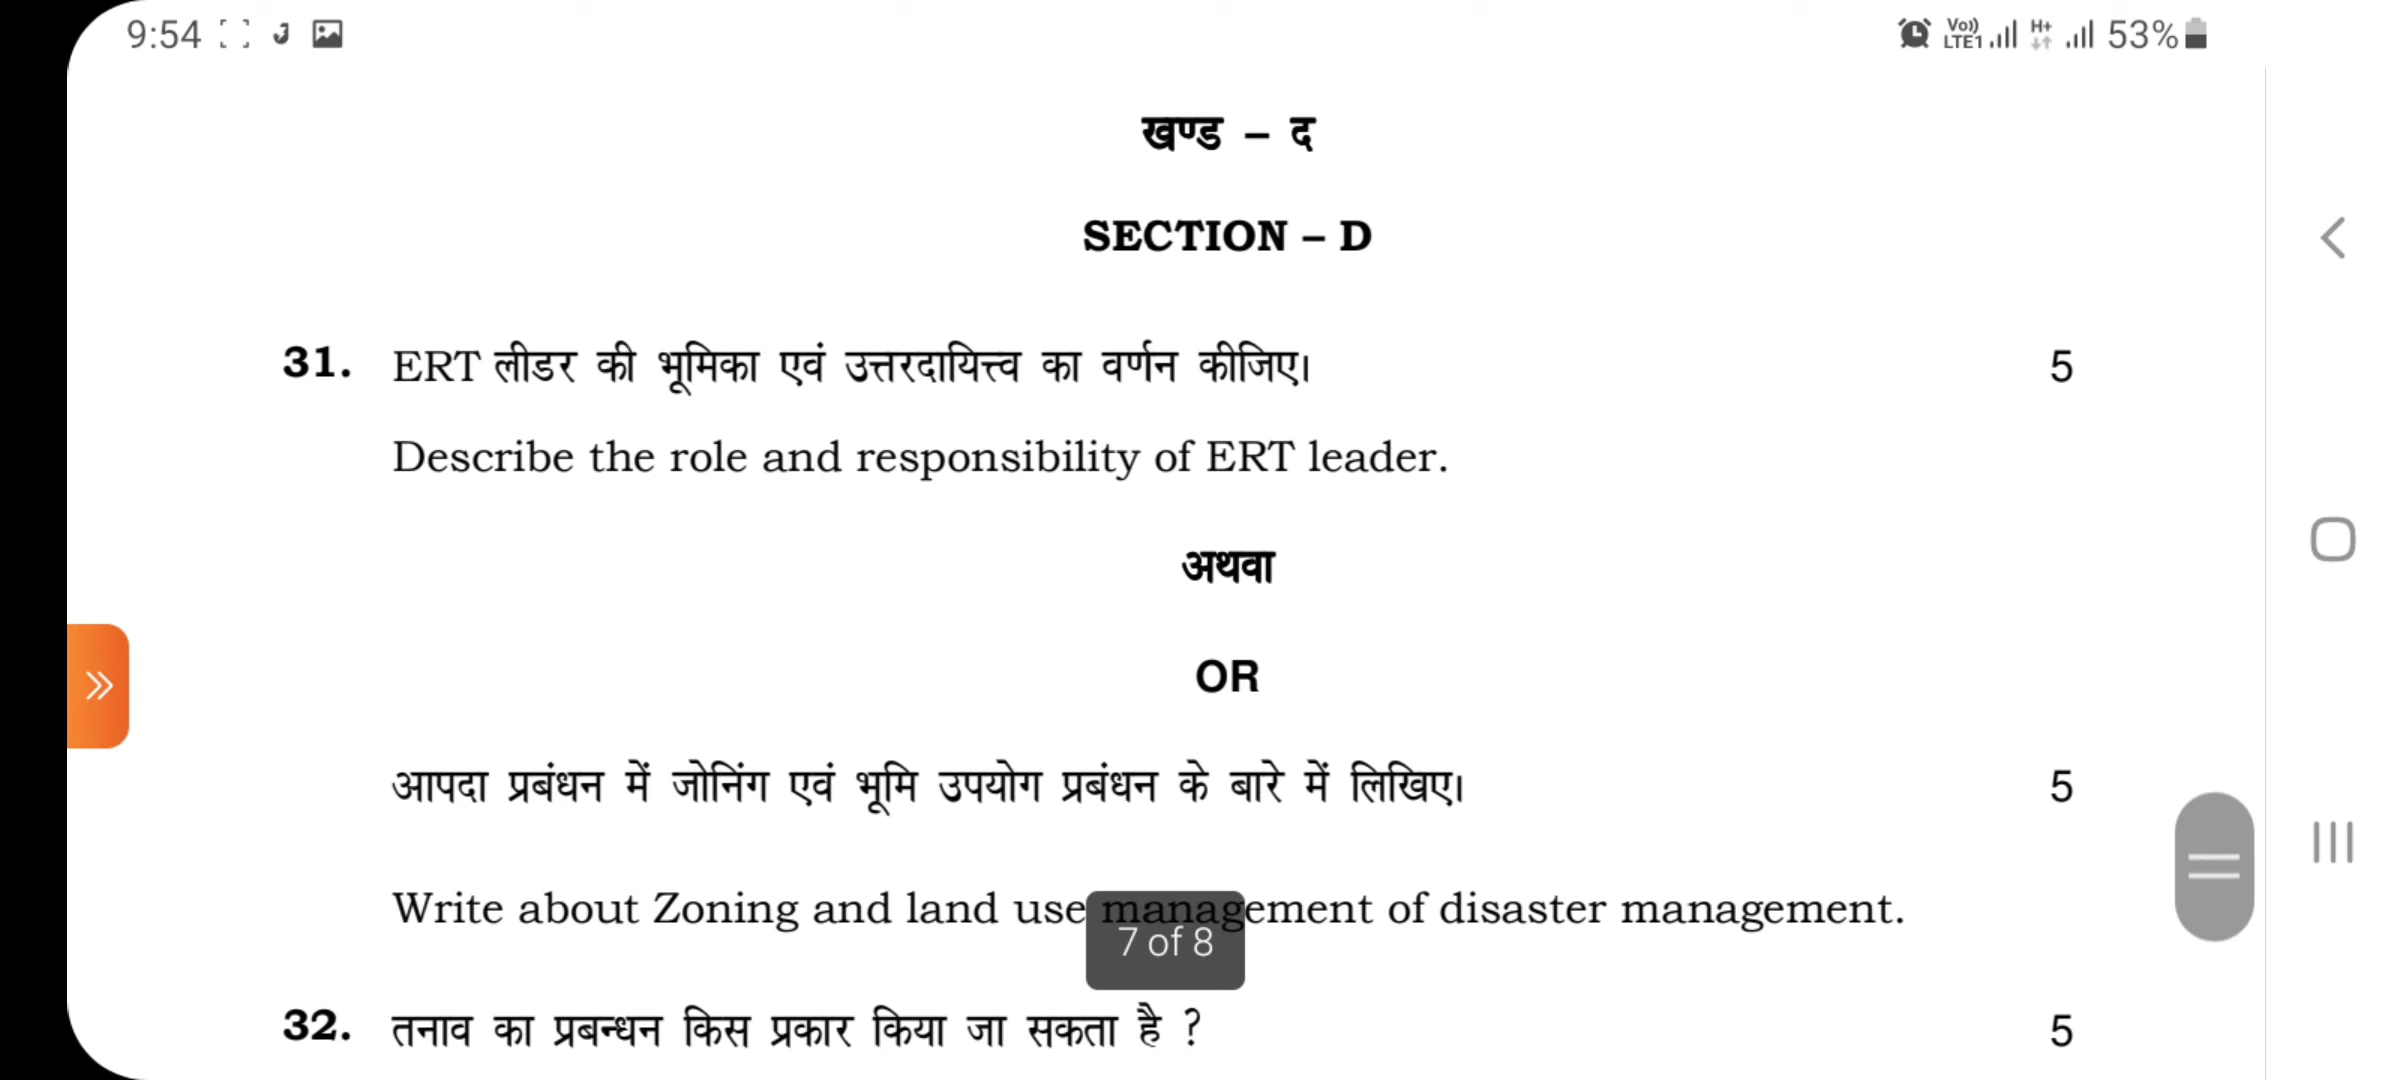 9:54 Vo)) LTE1 H+ 53%
खण्ड – द
SECTION – D
31. ERT लीडर की भूमिका एवं उत्तरदायित्त्व का वर्णन कीजिए। 5
Describe the role and responsibility of ERT leader.
अथवा
OR
आपदा प्रबंधन में जोनिंग एवं भूमि उपयोग प्रबंधन के बारे में लिखिए। 5
Write about Zoning and land use management of disaster management.
7 of 8
32. तनाव का प्रबन्धन किस प्रकार किया जा सकता है ? 5